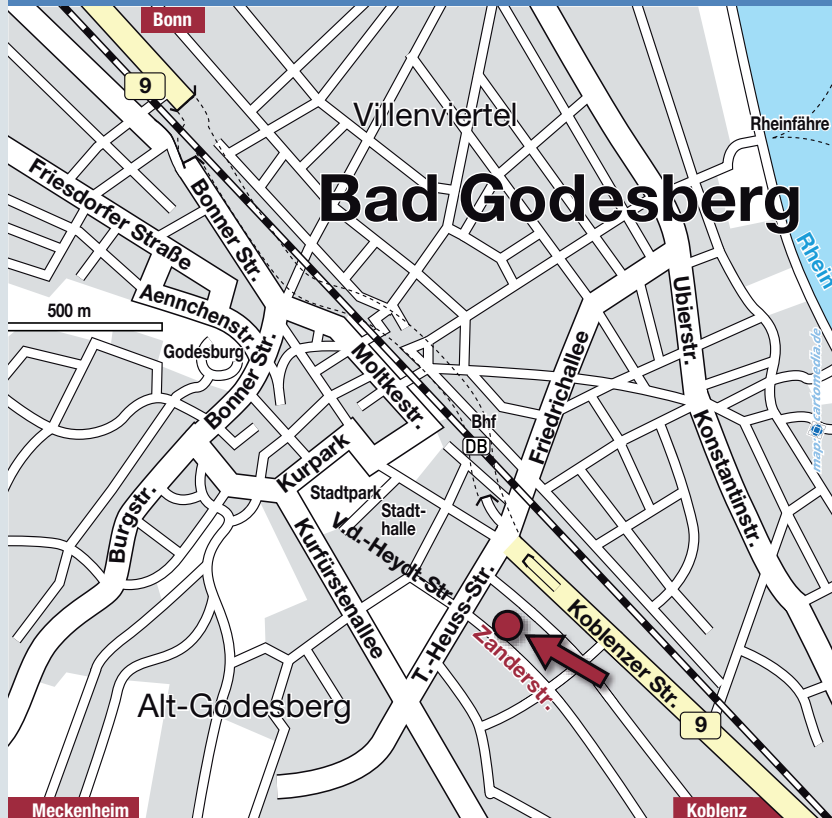 Bonn
9
Villenviertel
Rheinfähre
Bad Godesberg
Friesdorfer Straße
Bonner Str.
Rhein
Aennchenstr.
500 m
Godesburg
Bonner Str.
Moltkestr.
Friedrichallee
Ubierstr.
map: cartomedia.de
Bhf
DB
Konstantinstr.
Kurpark
Stadtpark
Stadt-
halle
Burgstr.
V.d.-Heydt-Str.
Kurfürstenallee
T.-Heuss-Str.
Koblenzer Str.
Zanderstr.
Alt-Godesberg
9
Meckenheim
Koblenz